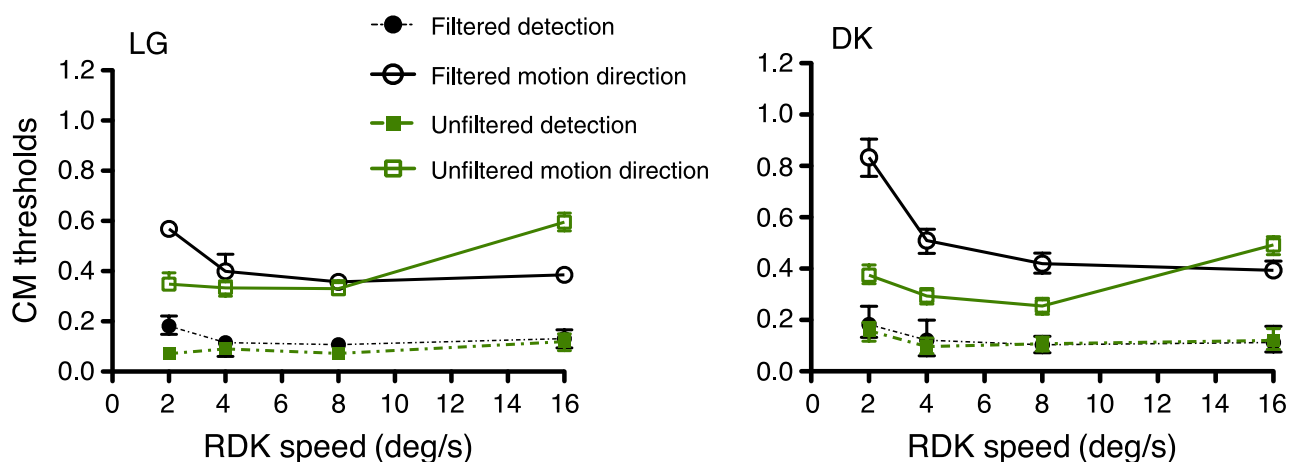 LG
Filtered detection
Filtered motion direction
Unfiltered detection
Unfiltered motion direction
CM thresholds
1.2
1.0
0.8
0.6
0.4
0.2
0.0
0 2 4 6 8 10 12 14 16
RDK speed (deg/s)
DK
1.2
1.0
0.8
0.6
0.4
0.2
0.0
0 2 4 6 8 10 12 14 16
RDK speed (deg/s)